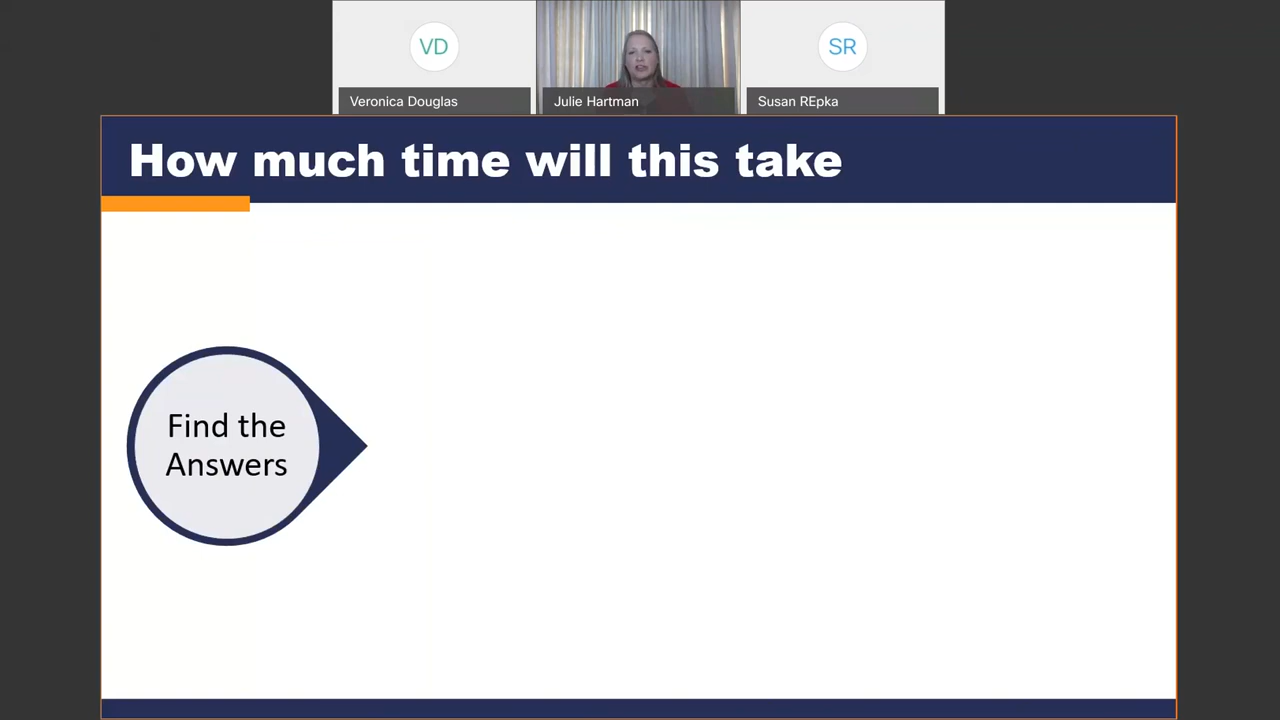 VD
SR
Veronica Douglas
Julie Hartman
Susan REpka
How much time will this take
Find the
Answers